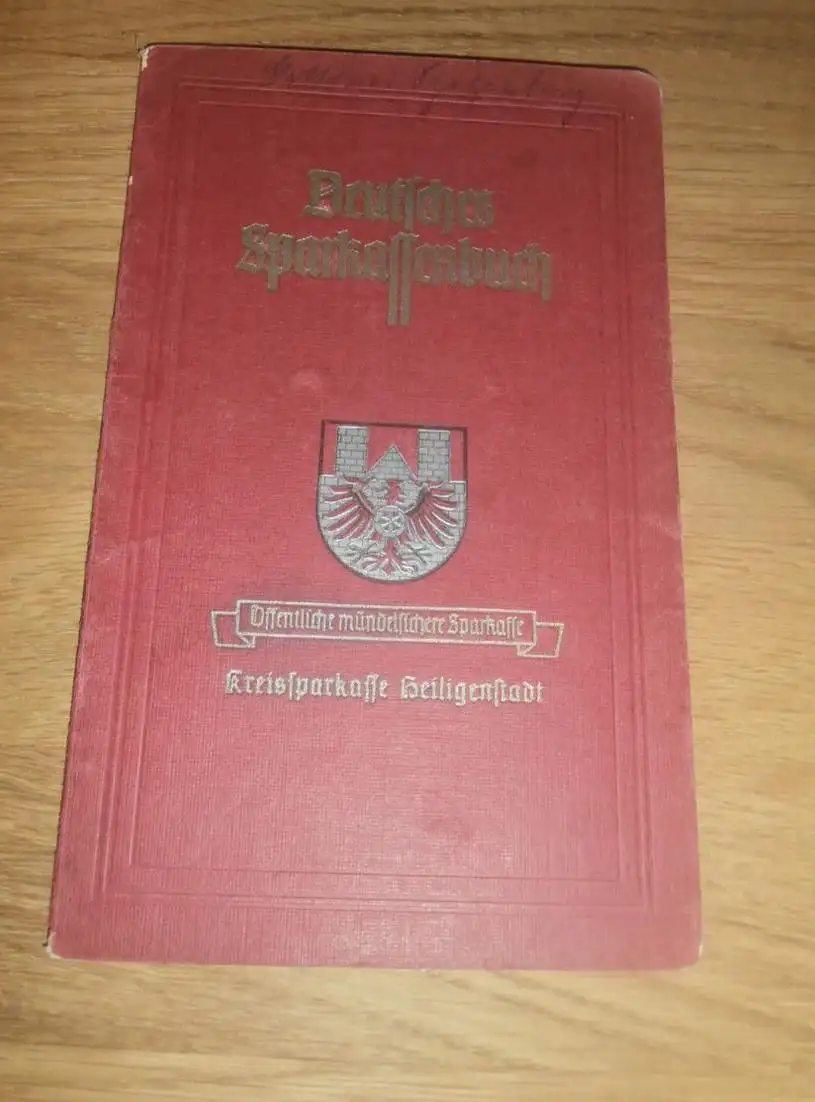 Deutsches
Sparkassenbuch
Öffentliche mündelsichere Sparkasse
Kreissparkasse Heiligenstadt